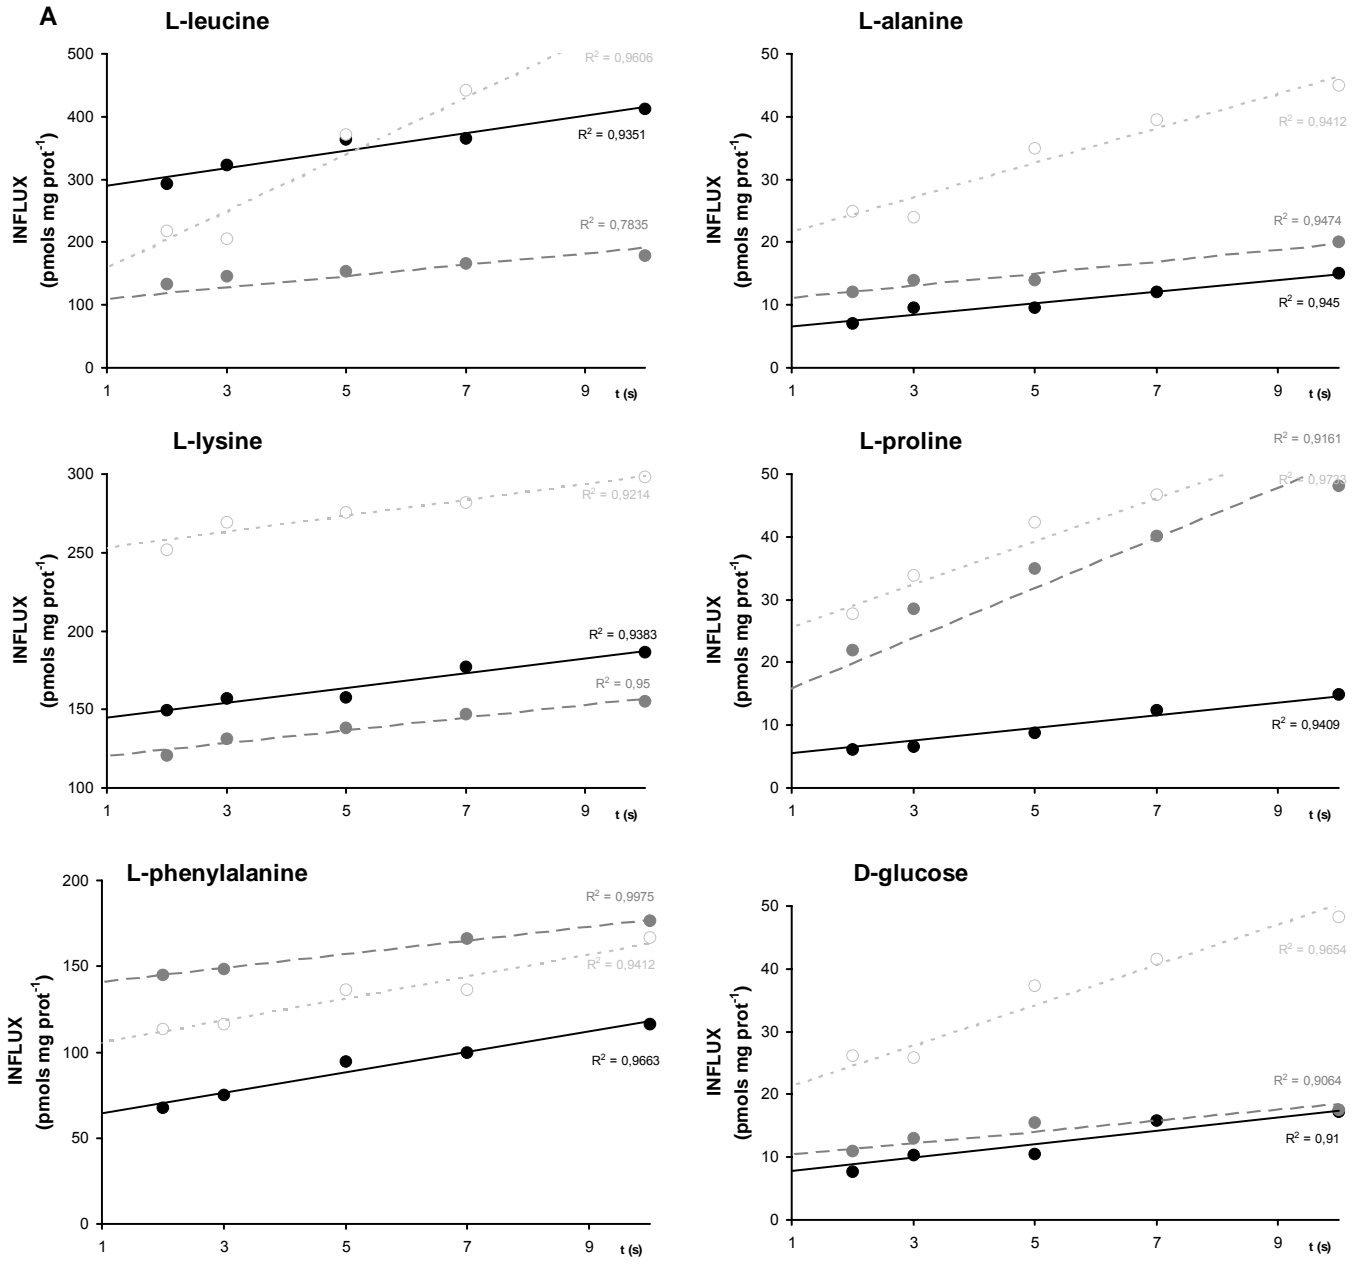 A
L-leucine
INFLUX
(pmols mg prot-1)
500
400
300
200
100
0
1 3 5 7 9 t (s)
R2 = 0,9606
R2 = 0,9351
R2 = 0,7835
L-alanine
INFLUX
(pmols mg prot-1)
50
40
30
20
10
0
1 3 5 7 9 t (s)
R2 = 0,9412
R2 = 0,9474
R2 = 0,945
L-lysine
INFLUX
(pmols mg prot-1)
300
250
200
150
100
1 3 5 7 9 t (s)
R2 = 0,9214
R2 = 0,9383
R2 = 0,95
L-proline
INFLUX
(pmols mg prot-1)
50
40
30
20
10
0
1 3 5 7 9 t (s)
R2 = 0,9161
R2 = 0,9733
R2 = 0,9409
L-phenylalanine
INFLUX
(pmols mg prot-1)
200
150
100
50
0
1 3 5 7 9 t (s)
R2 = 0,9975
R2 = 0,9412
R2 = 0,9663
D-glucose
INFLUX
(pmols mg prot-1)
50
40
30
20
10
0
1 3 5 7 9 t (s)
R2 = 0,9654
R2 = 0,9064
R2 = 0,91